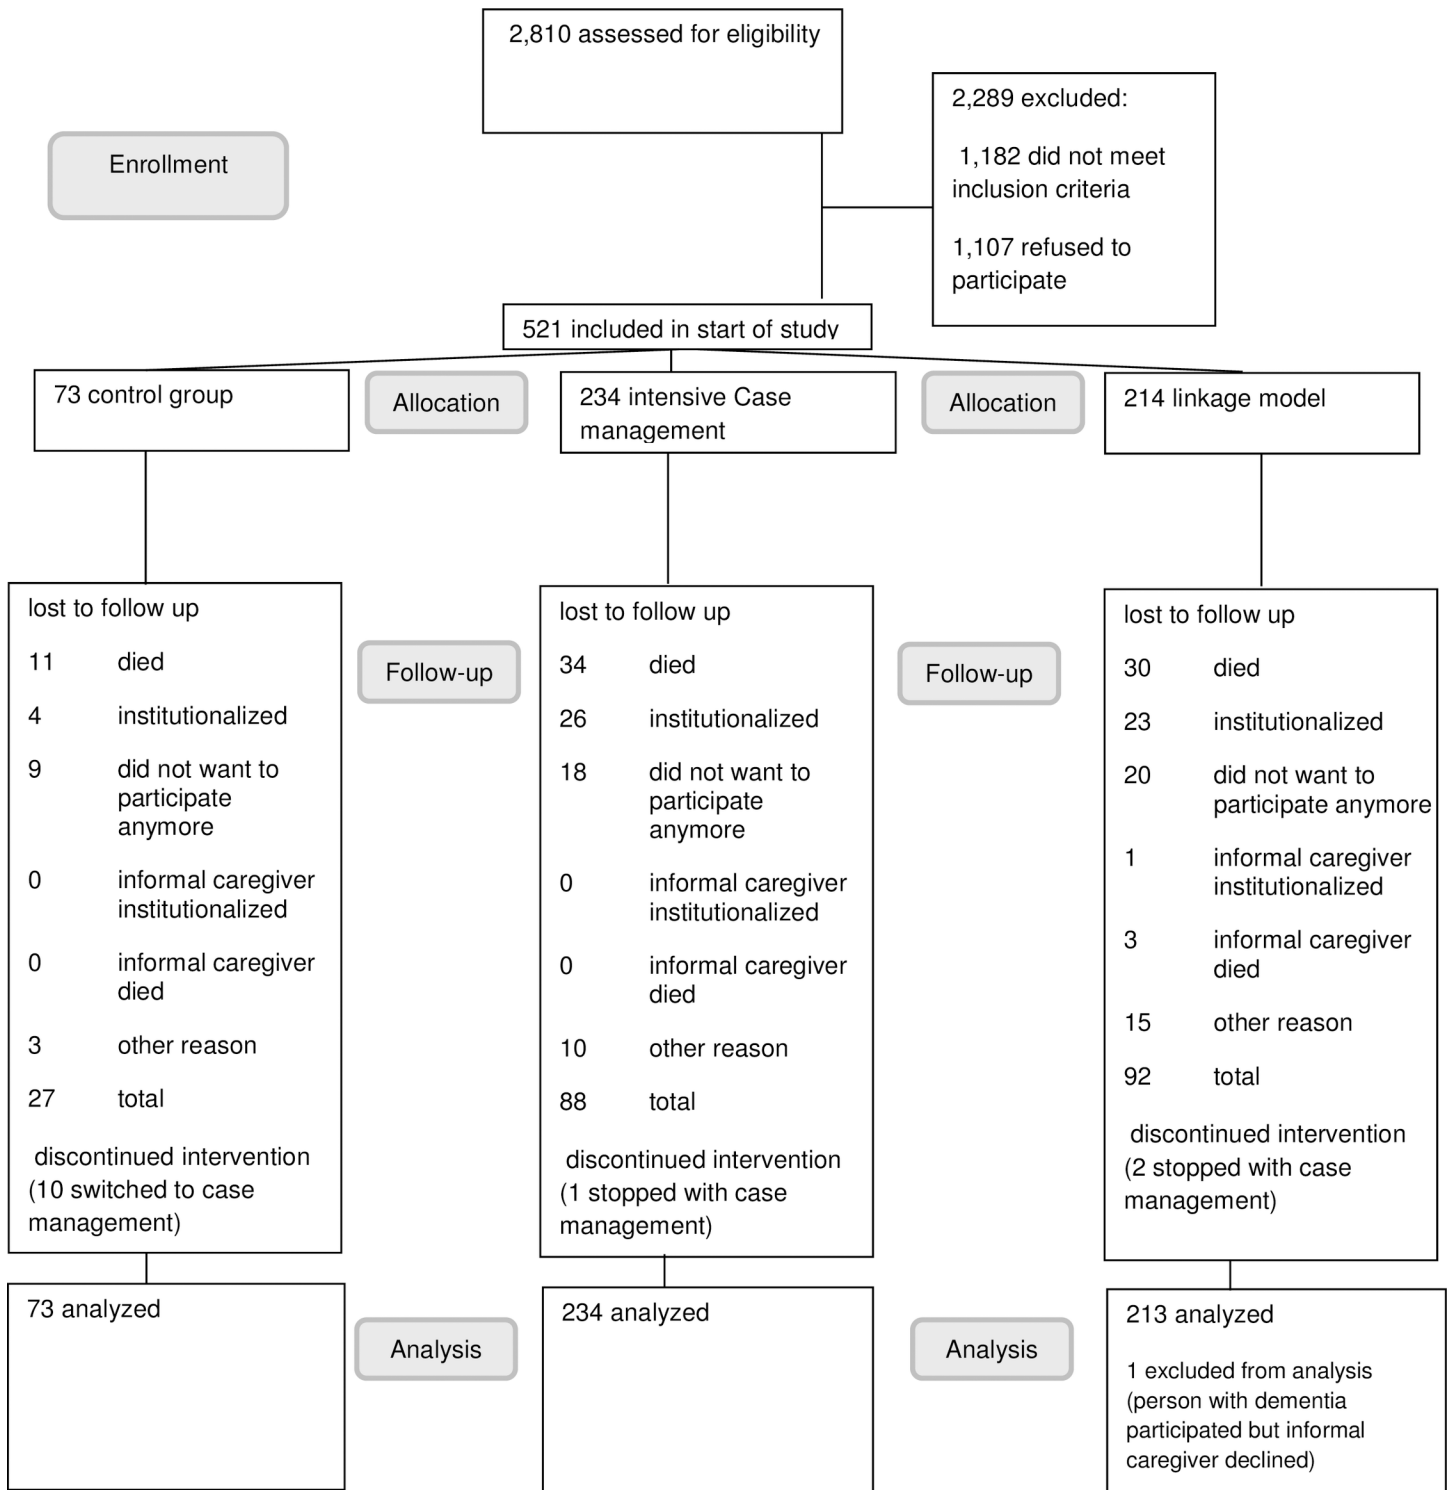 2,810 assessed for eligibility
2,289 excluded:
1,182 did not meet
inclusion criteria
1,107 refused to
participate
Enrollment
521 included in start of study
73 control group
Allocation
234 intensive Case
management
Allocation
214 linkage model
lost to follow up
11 died
4 institutionalized
9 did not want to
participate
anymore
0 informal caregiver
institutionalized
0 informal caregiver
died
3 other reason
27 total
discontinued intervention
(10 switched to case
management)
Follow-up
lost to follow up
34 died
26 institutionalized
18 did not want to
participate
anymore
0 informal caregiver
institutionalized
0 informal caregiver
died
10 other reason
88 total
discontinued intervention
(1 stopped with case
management)
Follow-up
lost to follow up
30 died
23 institutionalized
20 did not want to
participate anymore
1 informal caregiver
institutionalized
3 informal caregiver
died
15 other reason
92 total
discontinued intervention
(2 stopped with case
management)
73 analyzed
Analysis
234 analyzed
Analysis
213 analyzed
1 excluded from analysis
(person with dementia
participated but informal
caregiver declined)